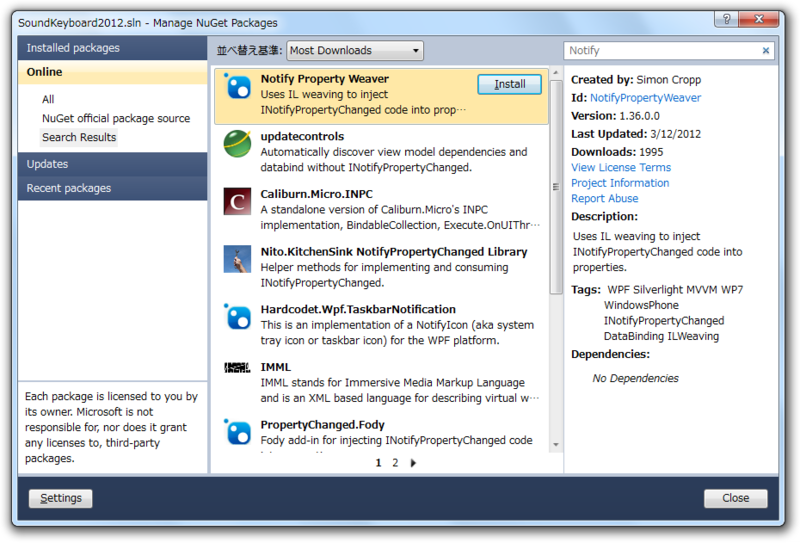 SoundKeyboard2012.sln - Manage NuGet Packages
Installed packages
Online
All
NuGet official package source
Search Results
Updates
Recent packages
Each package is licensed to you by
its owner. Microsoft is not
responsible for, nor does it grant
any licenses to, third-party
packages.
並べ替え基準: Most Downloads
Notify Property Weaver
Install
Uses IL weaving to inject
INotifyPropertyChanged code into prop…
updatecontrols
Automatically discover view model dependencies and
databind without INotifyPropertyChanged.
Caliburn.Micro.INPC
A standalone version of Caliburn.Micro's INPC
implementation, BindableCollection, Execute.OnUIThr…
Nito.KitchenSink NotifyPropertyChanged Library
Helper methods for implementing and consuming
INotifyPropertyChanged.
Hardcodet.Wpf.TaskbarNotification
This is an implementation of a NotifyIcon (aka system
tray icon or taskbar icon) for the WPF platform.
IMML
IMML stands for Immersive Media Markup Language
and is an XML based language for describing virtual w…
PropertyChanged.Fody
Fody add-in for injecting INotifyPropertyChanged code
1 2
Notify
Created by: Simon Cropp
Id: NotifyPropertyWeaver
Version: 1.36.0.0
Last Updated: 3/12/2012
Downloads: 1995
View License Terms
Project Information
Report Abuse
Description:
Uses IL weaving to inject
INotifyPropertyChanged code into
properties.
Tags: WPF Silverlight MVVM WP7
WindowsPhone
INotifyPropertyChanged
DataBinding ILWeaving
Dependencies:
No Dependencies
Settings
Close